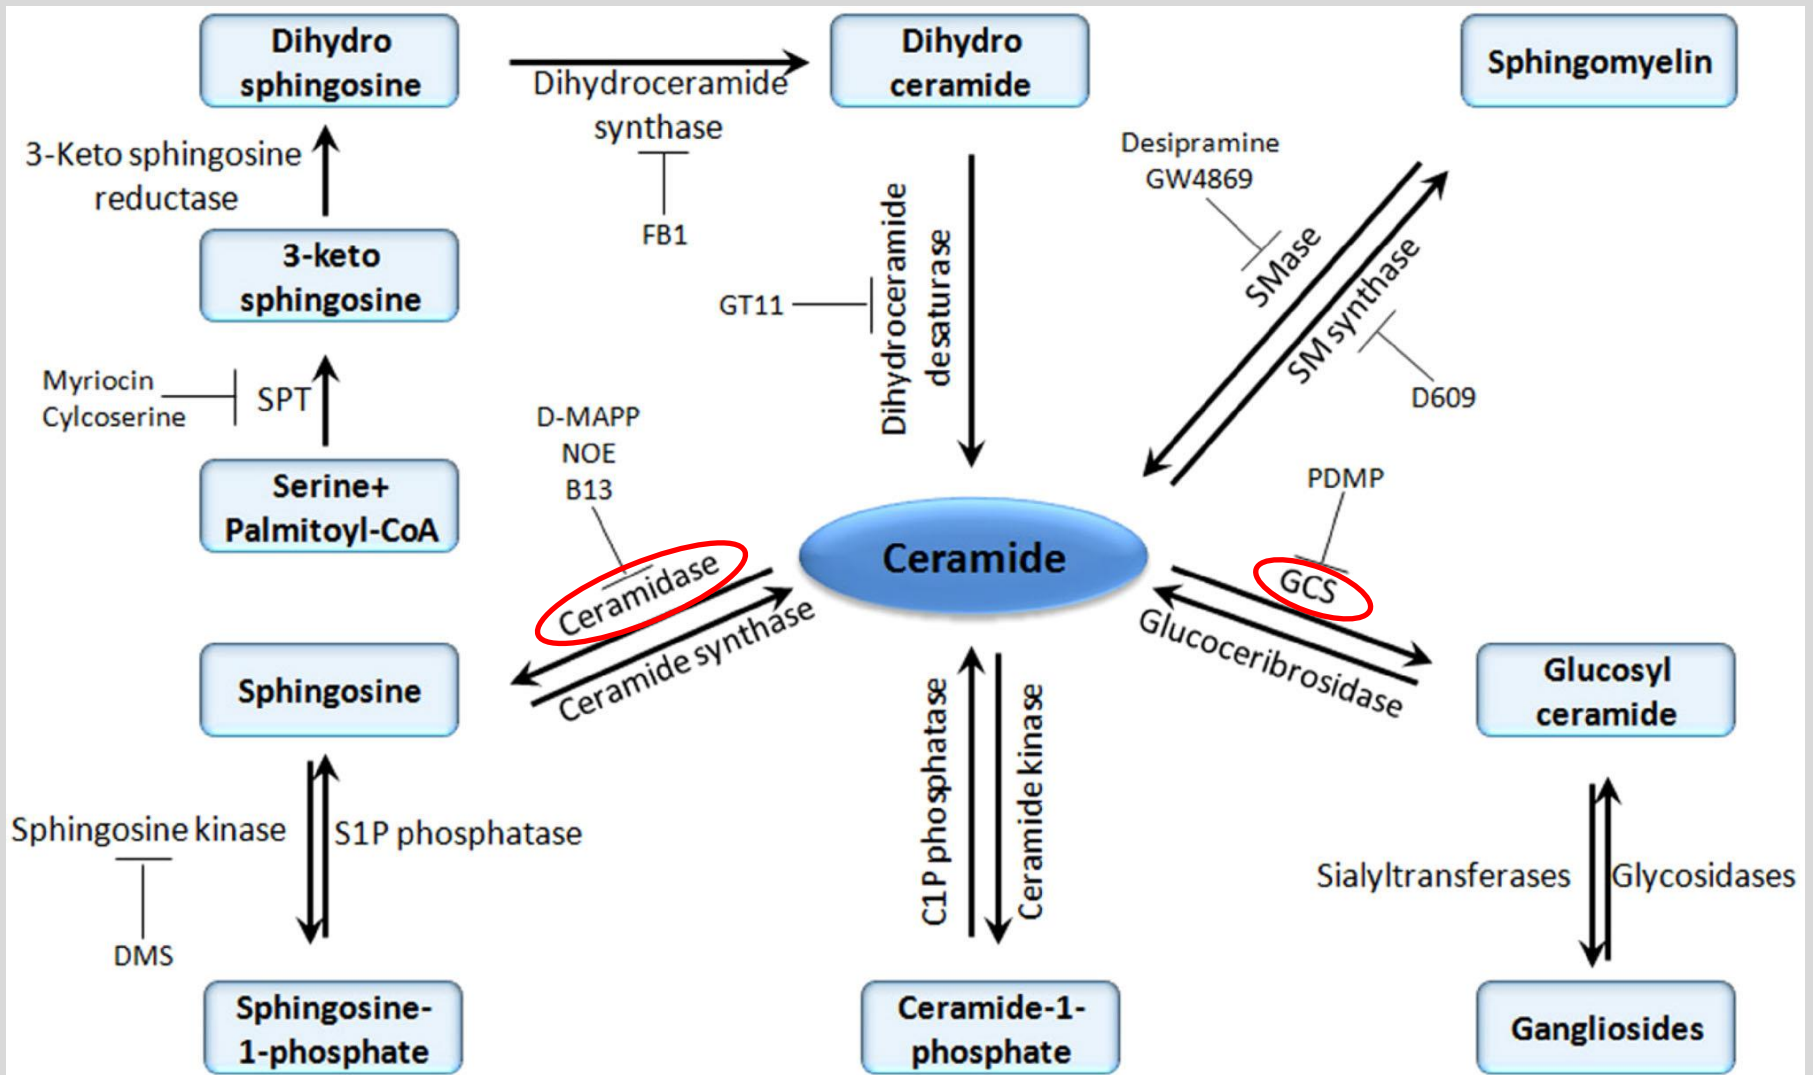 Dihydro
sphingosine
Dihydroceramide
synthase
FB1
Dihydro
ceramide
Sphingomyelin
3-Keto sphingosine
reductase
3-keto
sphingosine
Myriocin
Cylcoserine
SPT
Serine+
Palmitoyl-CoA
GT11
Dihydroceramide
desaturase
Desipramine
GW4869
SMase
SM synthase
D609
D-MAPP
NOE
B13
Ceramidase
Ceramide synthase
Ceramide
PDMP
GCS
Glucoceribrosidase
Sphingosine
Glucosyl
ceramide
Sphingosine kinase
S1P phosphatase
DMS
C1P phosphatase
Ceramide kinase
Sialyltransferases
Glycosidases
Sphingosine-
1-phosphate
Ceramide-1-
phosphate
Gangliosides